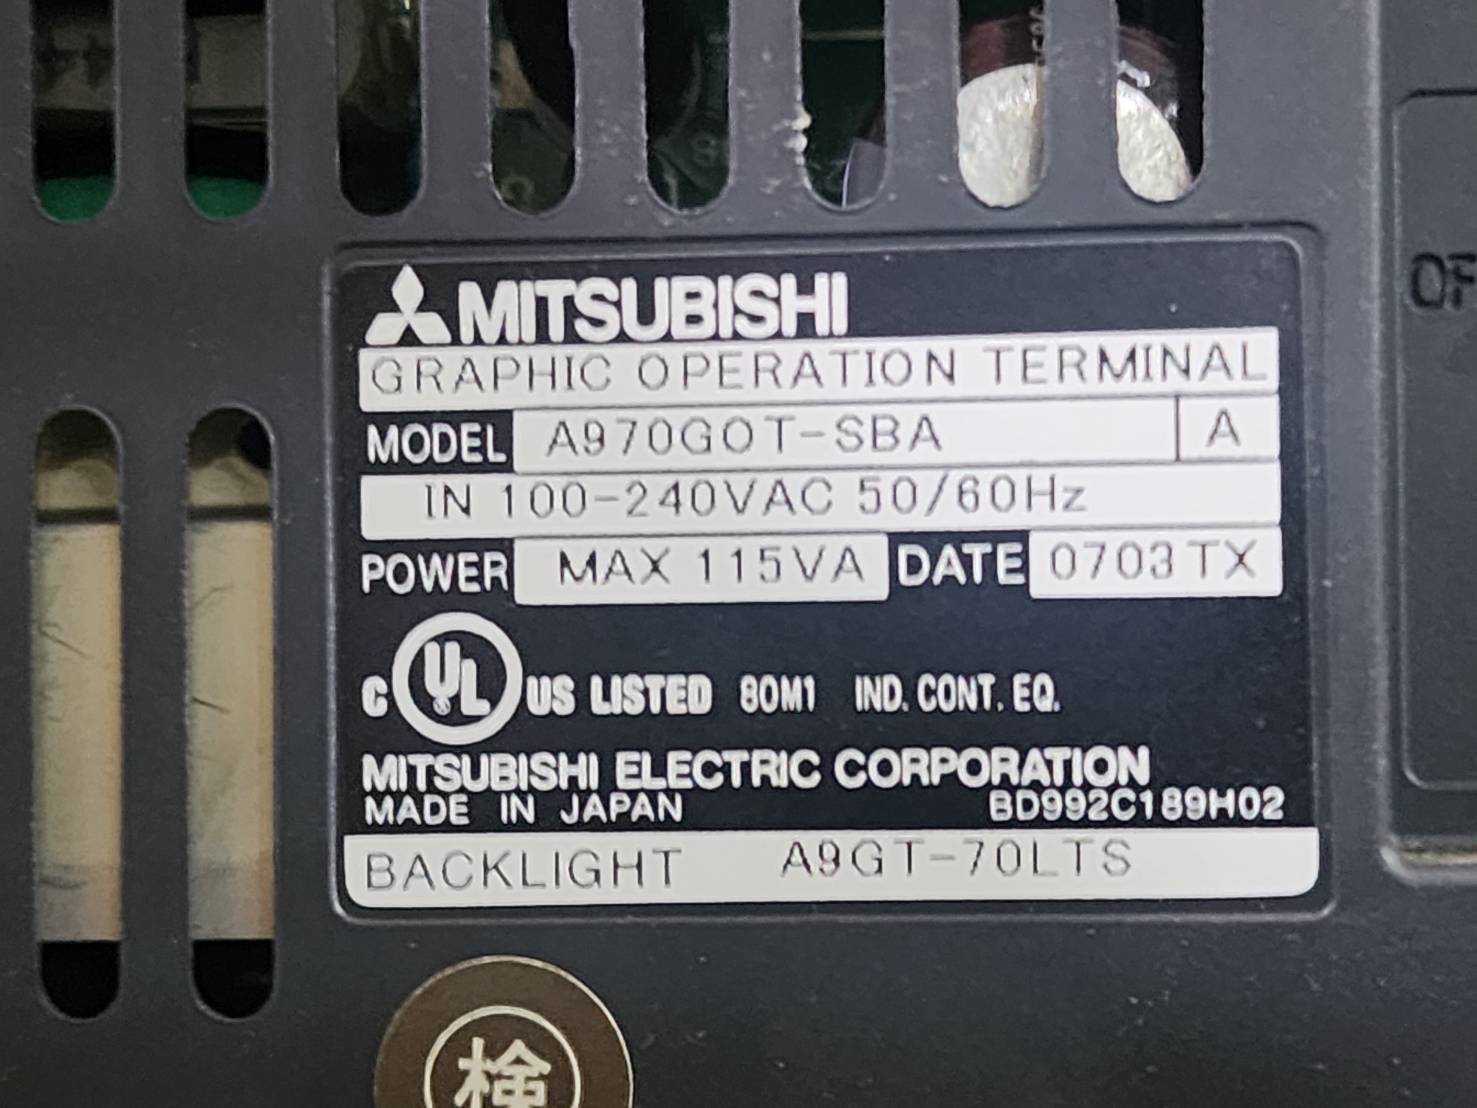 MITSUBISHI
GRAPHIC OPERATION TERMINAL
MODEL A970GOT-SBA A
IN 100-240VAC 50/60Hz
POWER MAX 115VA DATE 0703TX
C UL ® US LISTED 80M1 IND. CONT. EQ.
MITSUBISHI ELECTRIC CORPORATION
MADE IN JAPAN BD992C189H02
BACKLIGHT A9GT-70LTS
検